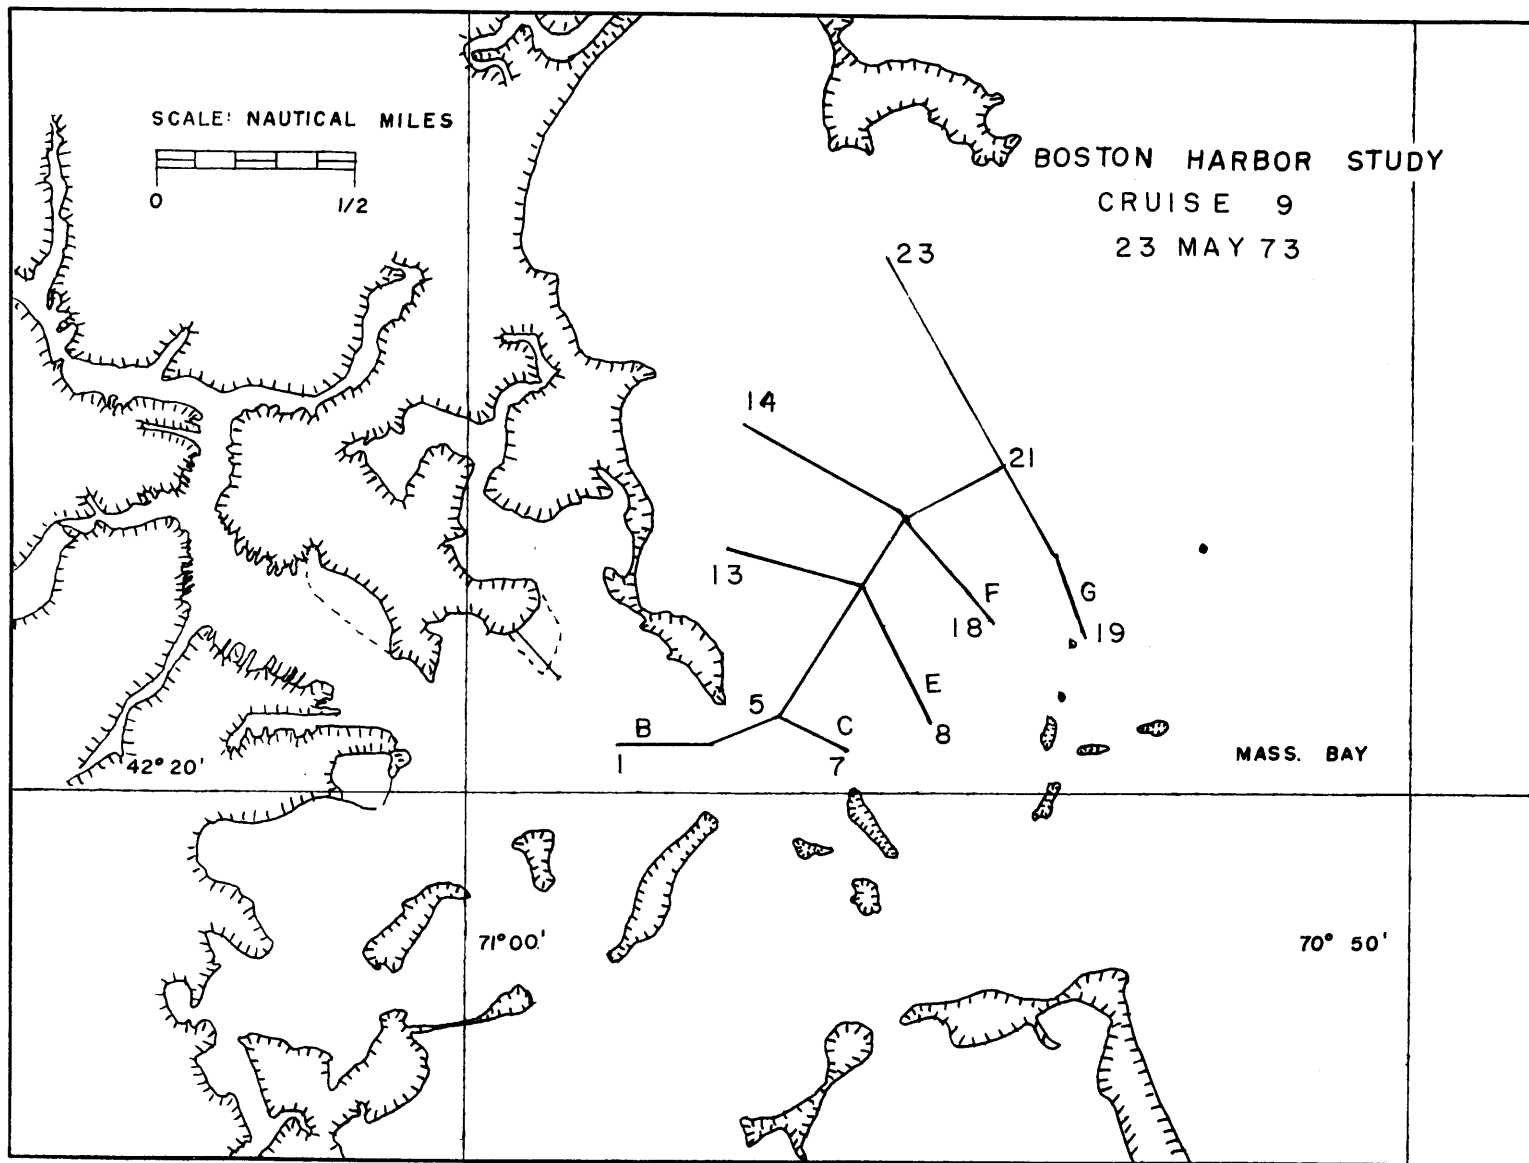 SCALE: NAUTICAL MILES
0 1/2
BOSTON HARBOR STUDY
CRUISE 9
23 MAY 73
23
14
21
13
F
G
18
19
E
5
B
C
8
1
7
MASS. BAY
42° 20'
71° 00'
70° 50'